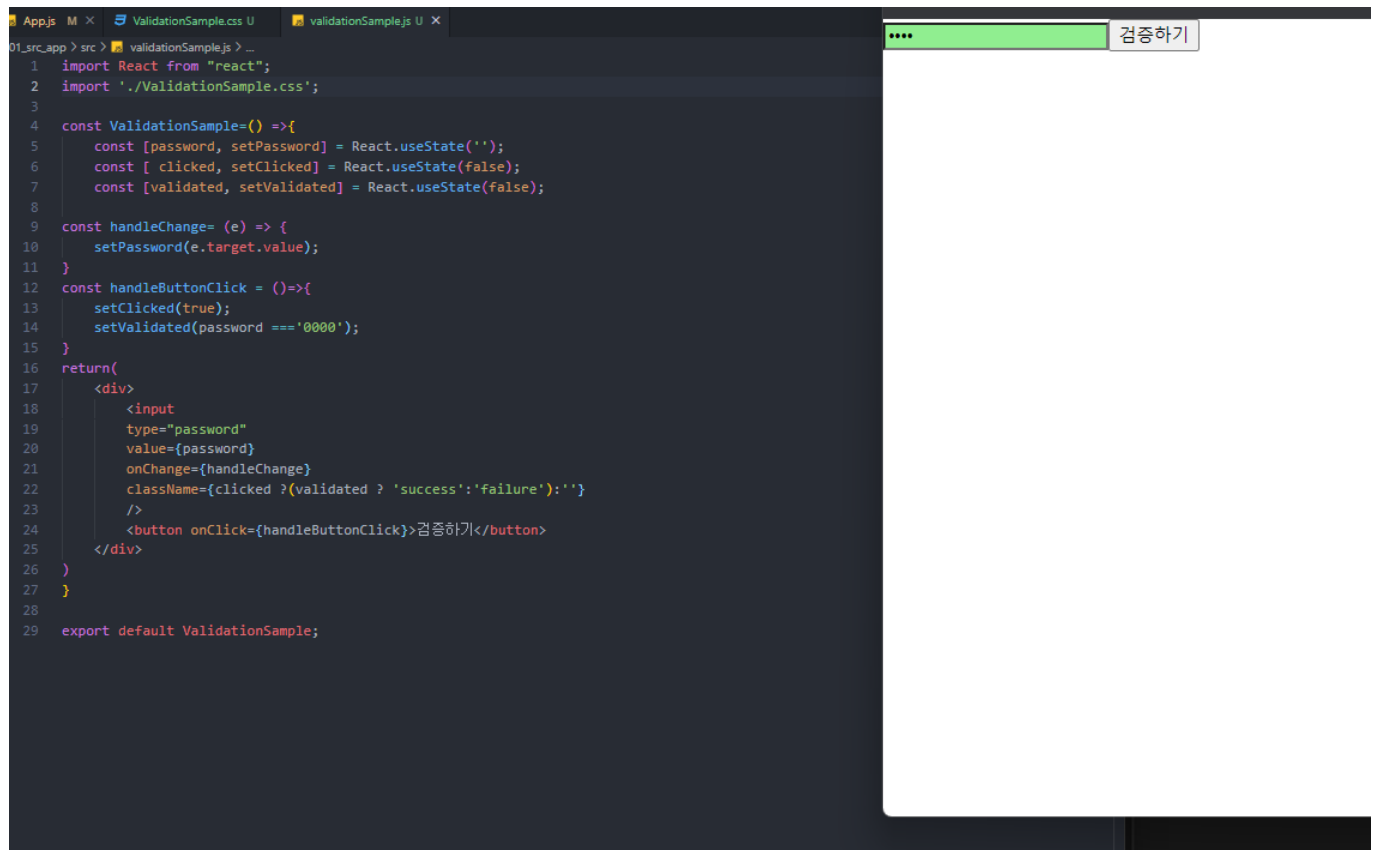 App.js M ×
ValidationSample.css U
validationSample.js U ×
01_src_app > src > validationSample.js > ...
1 import React from "react";
2 import './ValidationSample.css';
3
4 const ValidationSample=() =>{
5 const [password, setPassword] = React.useState('');
6 const [ clicked, setClicked] = React.useState(false);
7 const [validated, setValidated] = React.useState(false);
8
9 const handleChange= (e) => {
10 setPassword(e.target.value);
11 }
12 const handleButtonClick = ()=>{
13 setClicked(true);
14 setValidated(password ==='0000');
15 }
16 return(
17 <div>
18 <input
19 type="password"
20 value={password}
21 onChange={handleChange}
22 className={clicked ?(validated ? 'success':'failure'):''}
23 />
24 <button onClick={handleButtonClick}>검증하기</button>
25 </div>
26 )
27 }
28
29 export default ValidationSample;
•••• 검증하기